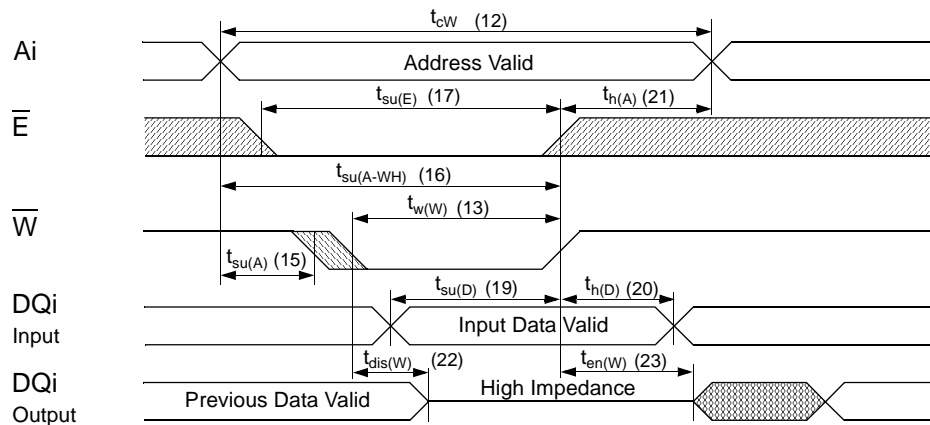 t_cW (12)
Ai
Address Valid
t_su(E) (17)
t_h(A) (21)
E̅
t_su(A-WH) (16)
t_w(W) (13)
W̅
t_su(A) (15)
t_su(D) (19)
t_h(D) (20)
DQi
Input
Input Data Valid
t_dis(W) (22)
t_en(W) (23)
DQi
Output
Previous Data Valid
High Impedance